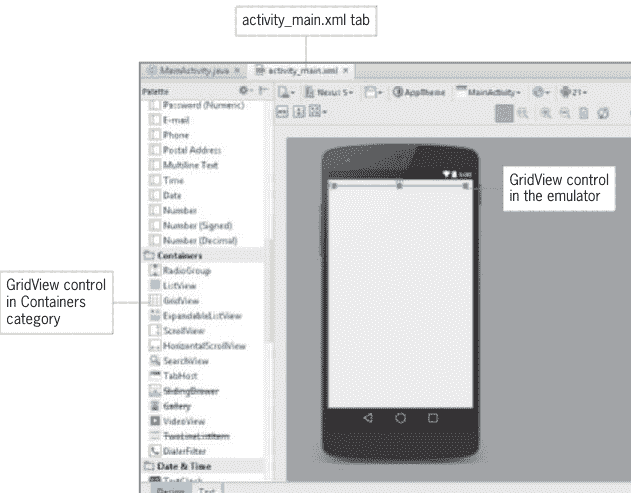 activity_main.xml tab
MainActivity.java × activity_main.xml ×
Palette
Nexus 5 AppTheme MainActivity 21
Password (Numeric)
E-mail
Phone
Postal Address
Multiline Text
Time
Date
Number
Number (Signed)
Number (Decimal)
Containers
RadioGroup
ListView
GridView
ExpandableListView
ScrollView
HorizontalScrollView
SearchView
TabHost
SlidingDrawer
Gallery
VideoView
TwoLineListItem
DialerFilter
Date & Time
TextClock
Design Text
GridView control
in the emulator
GridView control
in Containers
category